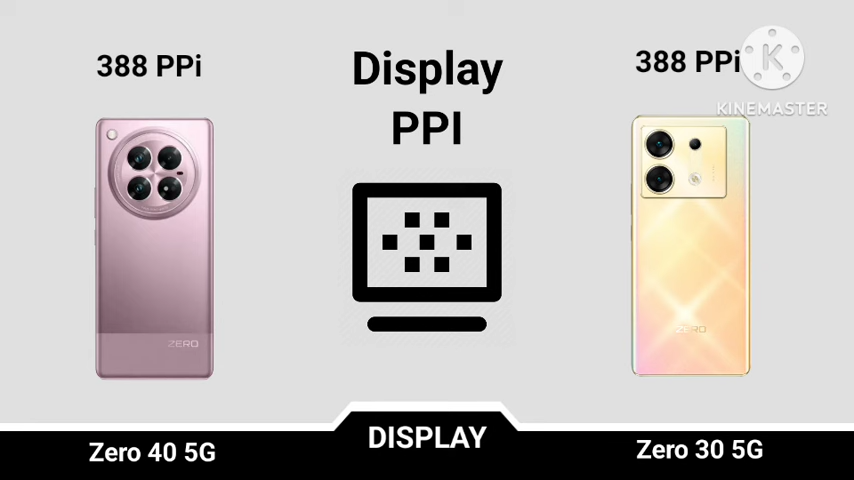 388 PPi
Display
PPI
388 PPi
KINEMASTER
ZERO
ZERO
DISPLAY
Zero 40 5G
Zero 30 5G